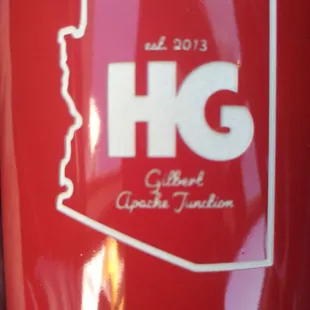 est. 2013
HG
Gilbert
Apache Junction